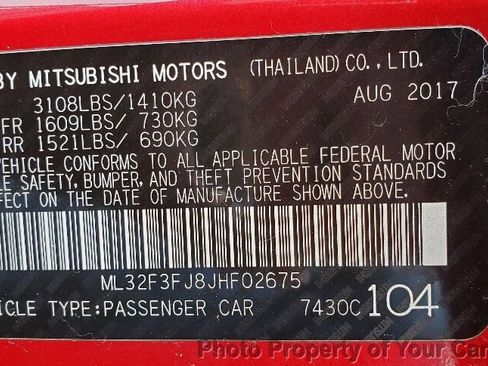 BY MITSUBISHI MOTORS (THAILAND) CO., LTD.
3108LBS/1410KG AUG 2017
FR 1609LBS/ 730KG
RR 1521LBS/ 690KG
VEHICLE CONFORMS TO ALL APPLICABLE FEDERAL MOTOR
LE SAFETY, BUMPER, AND THEFT PREVENTION STANDARDS
EFFECT ON THE DATE OF MANUFACTURE SHOWN ABOVE.
ML32F3FJ8JHF02675
ICLE TYPE:PASSENGER CAR 7430C 104
Photo Property of Your Car